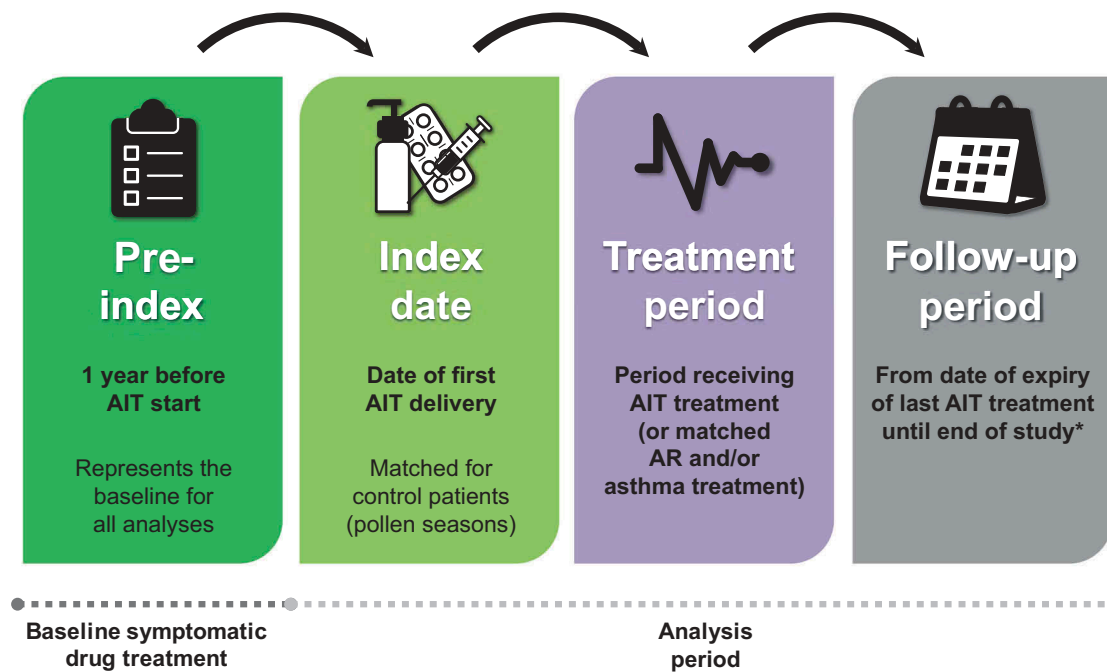 Pre-
index
1 year before
AIT start
Represents the
baseline for
all analyses
Index
date
Date of first
AIT delivery
Matched for
control patients
(pollen seasons)
Treatment
period
Period receiving
AIT treatment
(or matched
AR and/or
asthma treatment)
Follow-up
period
From date of expiry
of last AIT treatment
until end of study*
Baseline symptomatic
drug treatment
Analysis
period